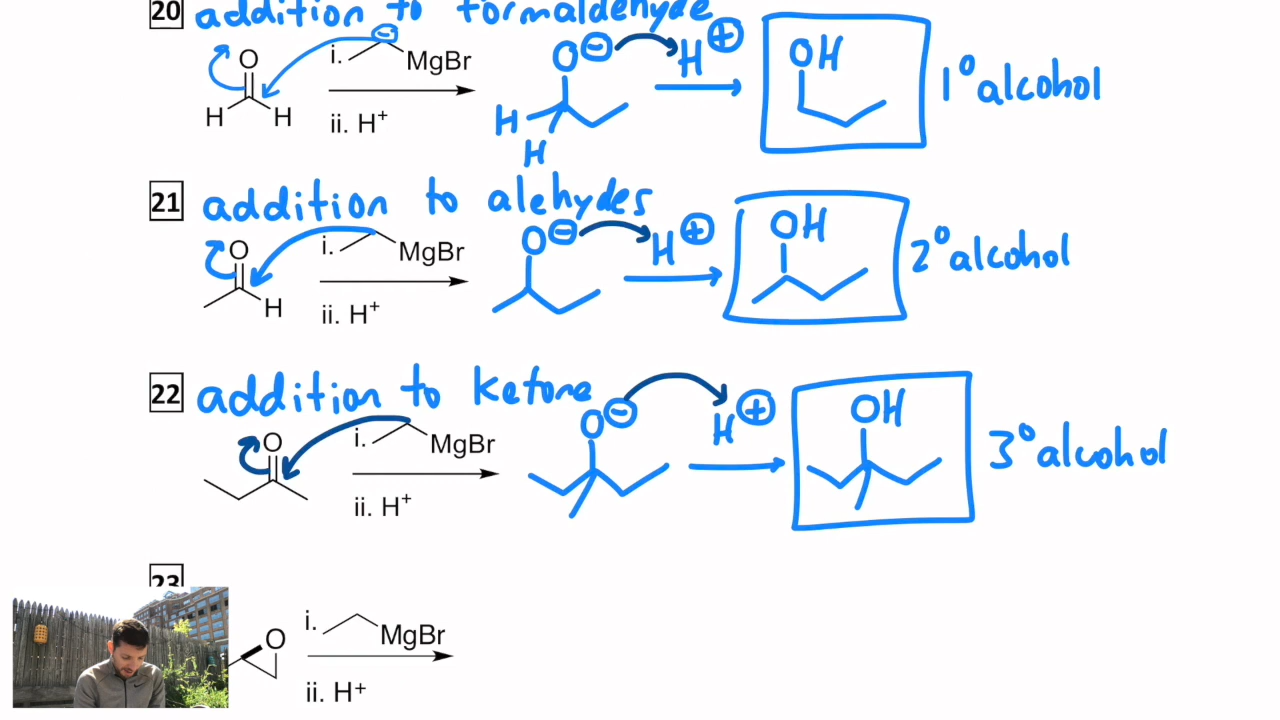 20 addition to formaldehyde
O
H H
i. ⊖ MgBr
ii. H+
O⊖ H⊕
H
H
OH
1° alcohol
21 addition to alehydes
O
H
i. MgBr
ii. H+
O⊖ H⊕
OH
2° alcohol
22 addition to ketone
O
i. MgBr
ii. H+
O⊖ H⊕
OH
3° alcohol
23
O
i. MgBr
ii. H+